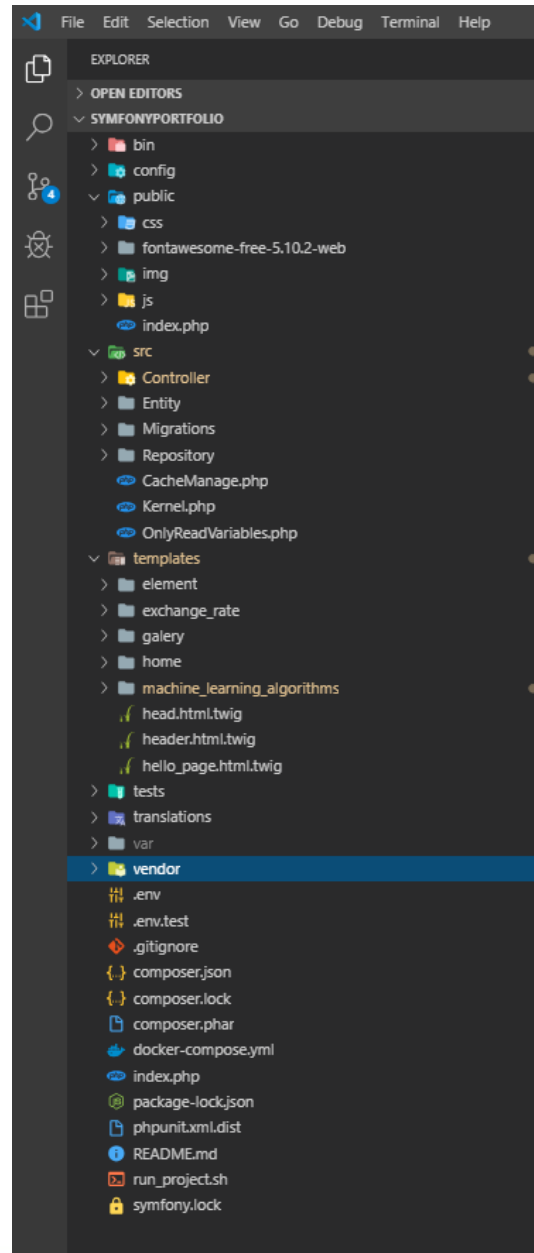 File Edit Selection View Go Debug Terminal Help
EXPLORER
OPEN EDITORS
SYMFONYPORTFOLIO
bin
config
public
css
fontawesome-free-5.10.2-web
img
js
index.php
src
Controller
Entity
Migrations
Repository
CacheManage.php
Kernel.php
OnlyReadVariables.php
templates
element
exchange_rate
galery
home
machine_learning_algorithms
head.html.twig
header.html.twig
hello_page.html.twig
tests
translations
var
vendor
.env
.env.test
.gitignore
composer.json
composer.lock
composer.phar
docker-compose.yml
index.php
package-lock.json
phpunit.xml.dist
README.md
run_project.sh
symfony.lock
4